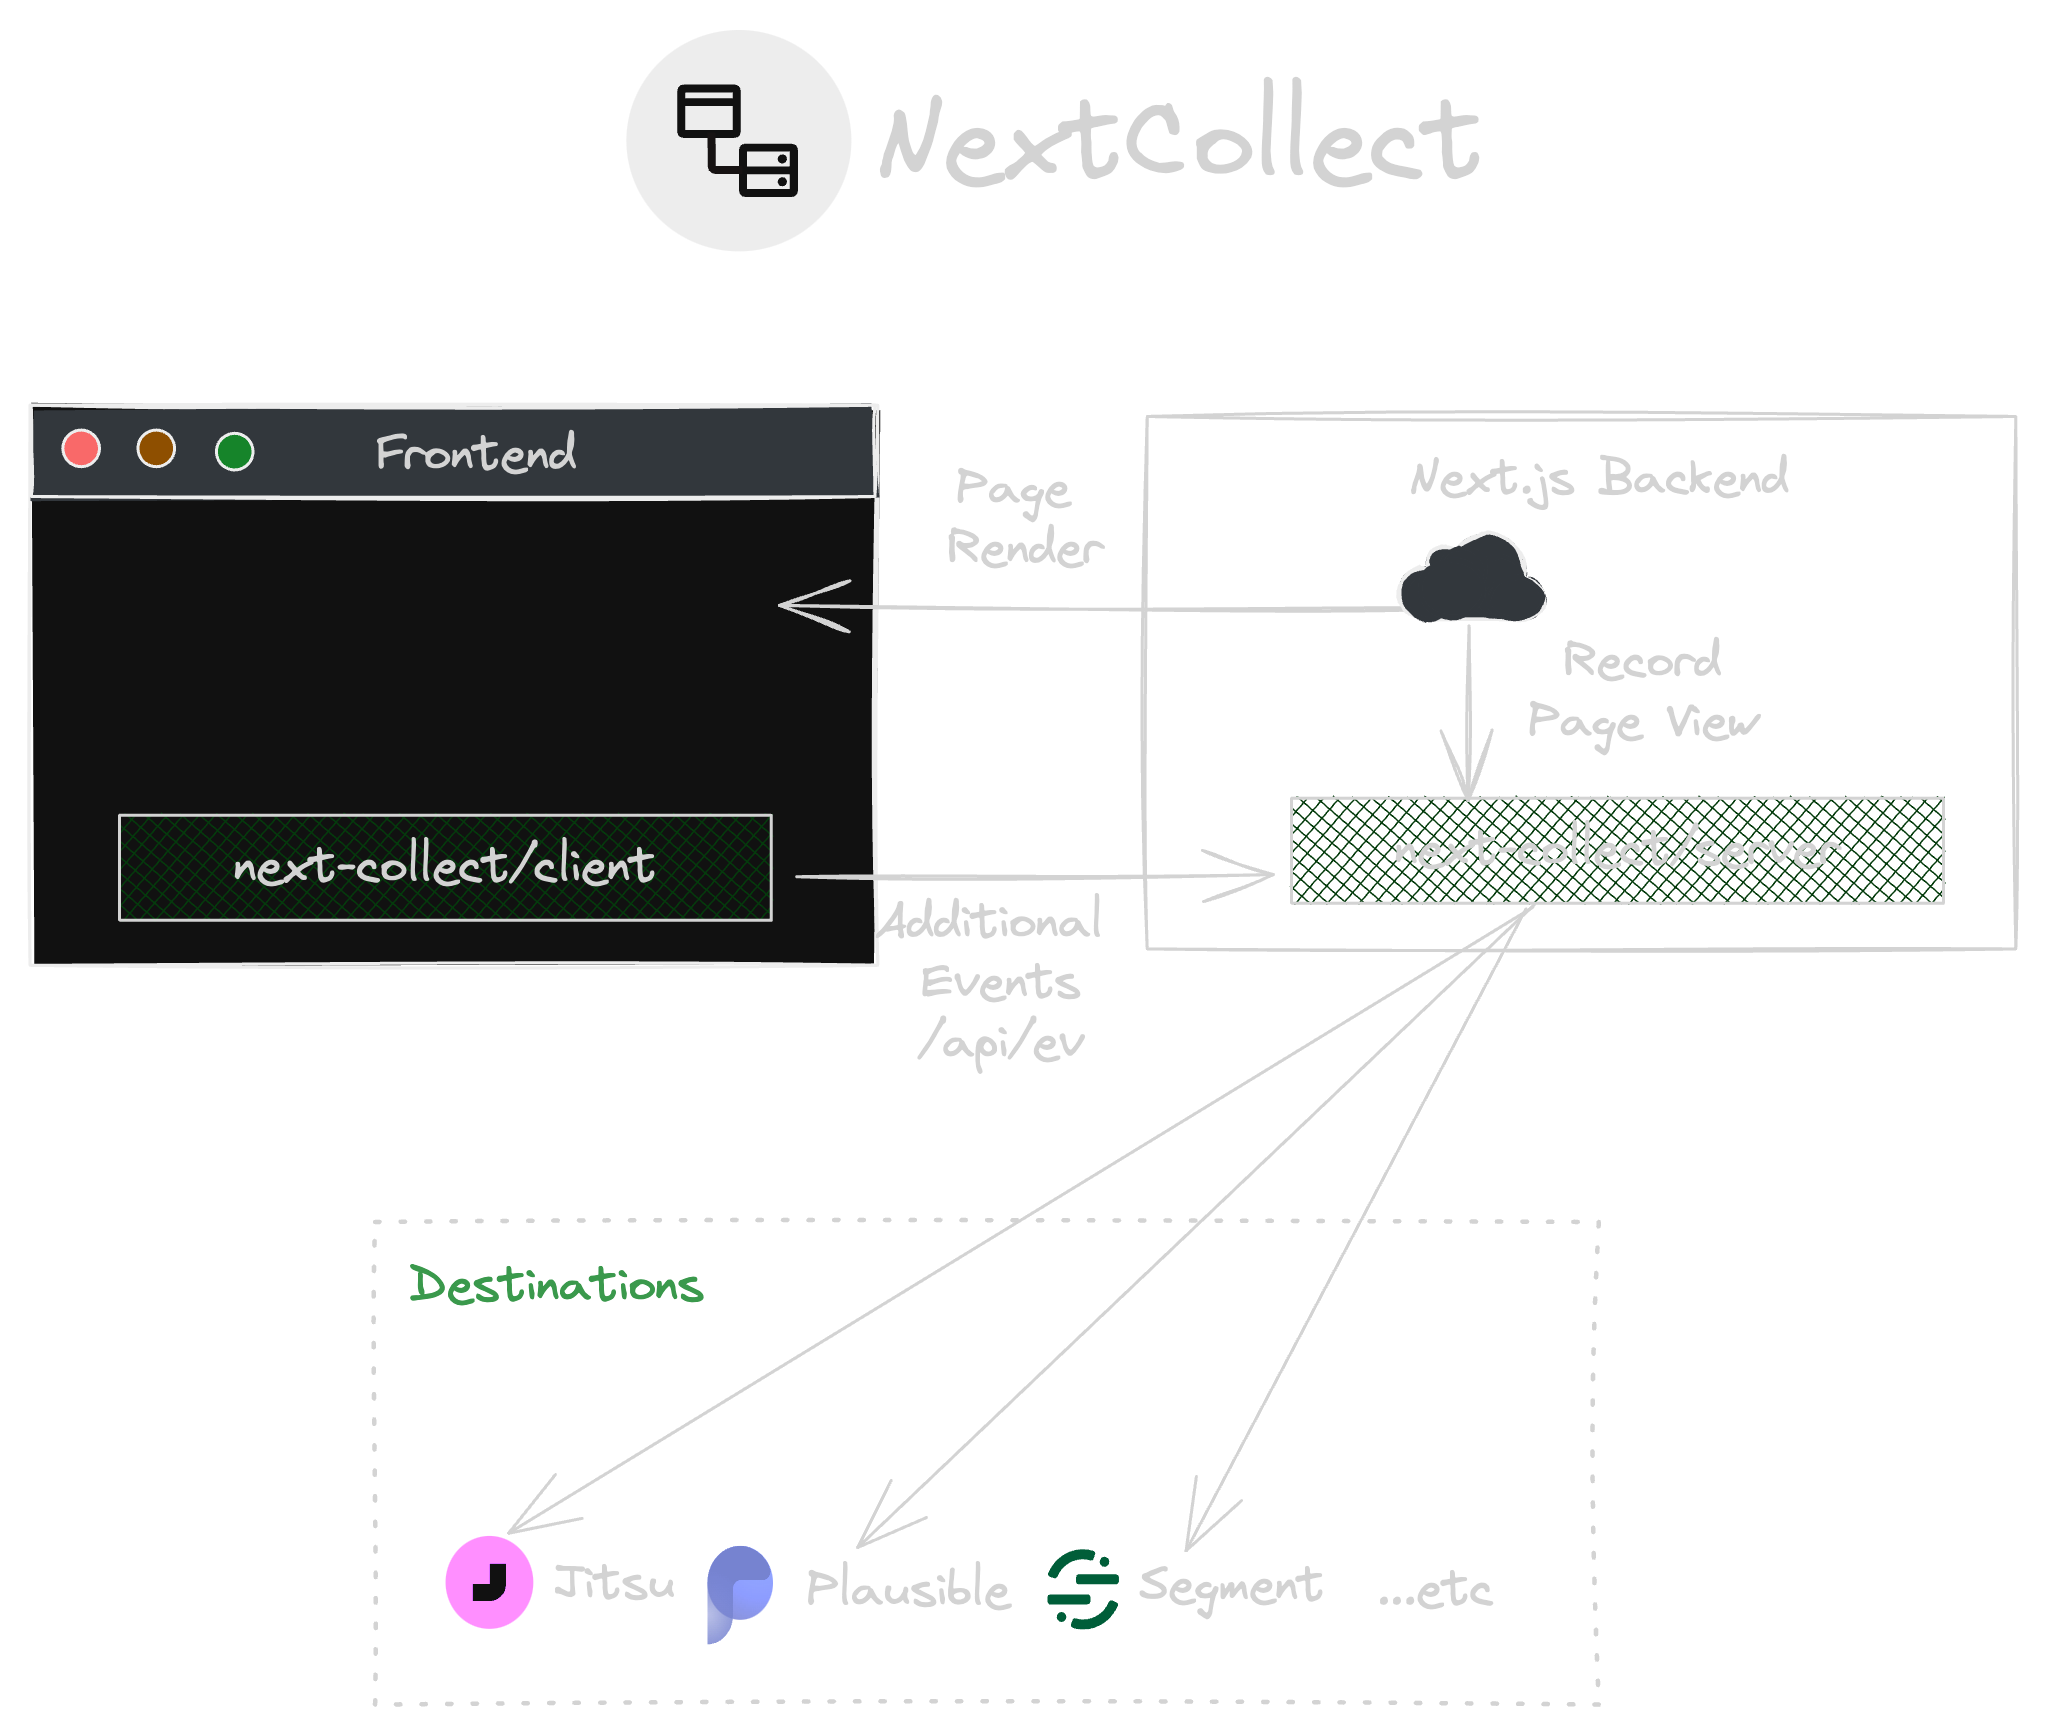 NextCollect
Frontend
Page
Render
Next.js Backend
Record
Page View
next-collect/client
next-collect/server
Additional
Events
/api/ev
Destinations
Jitsu
Plausible
Segment
...etc